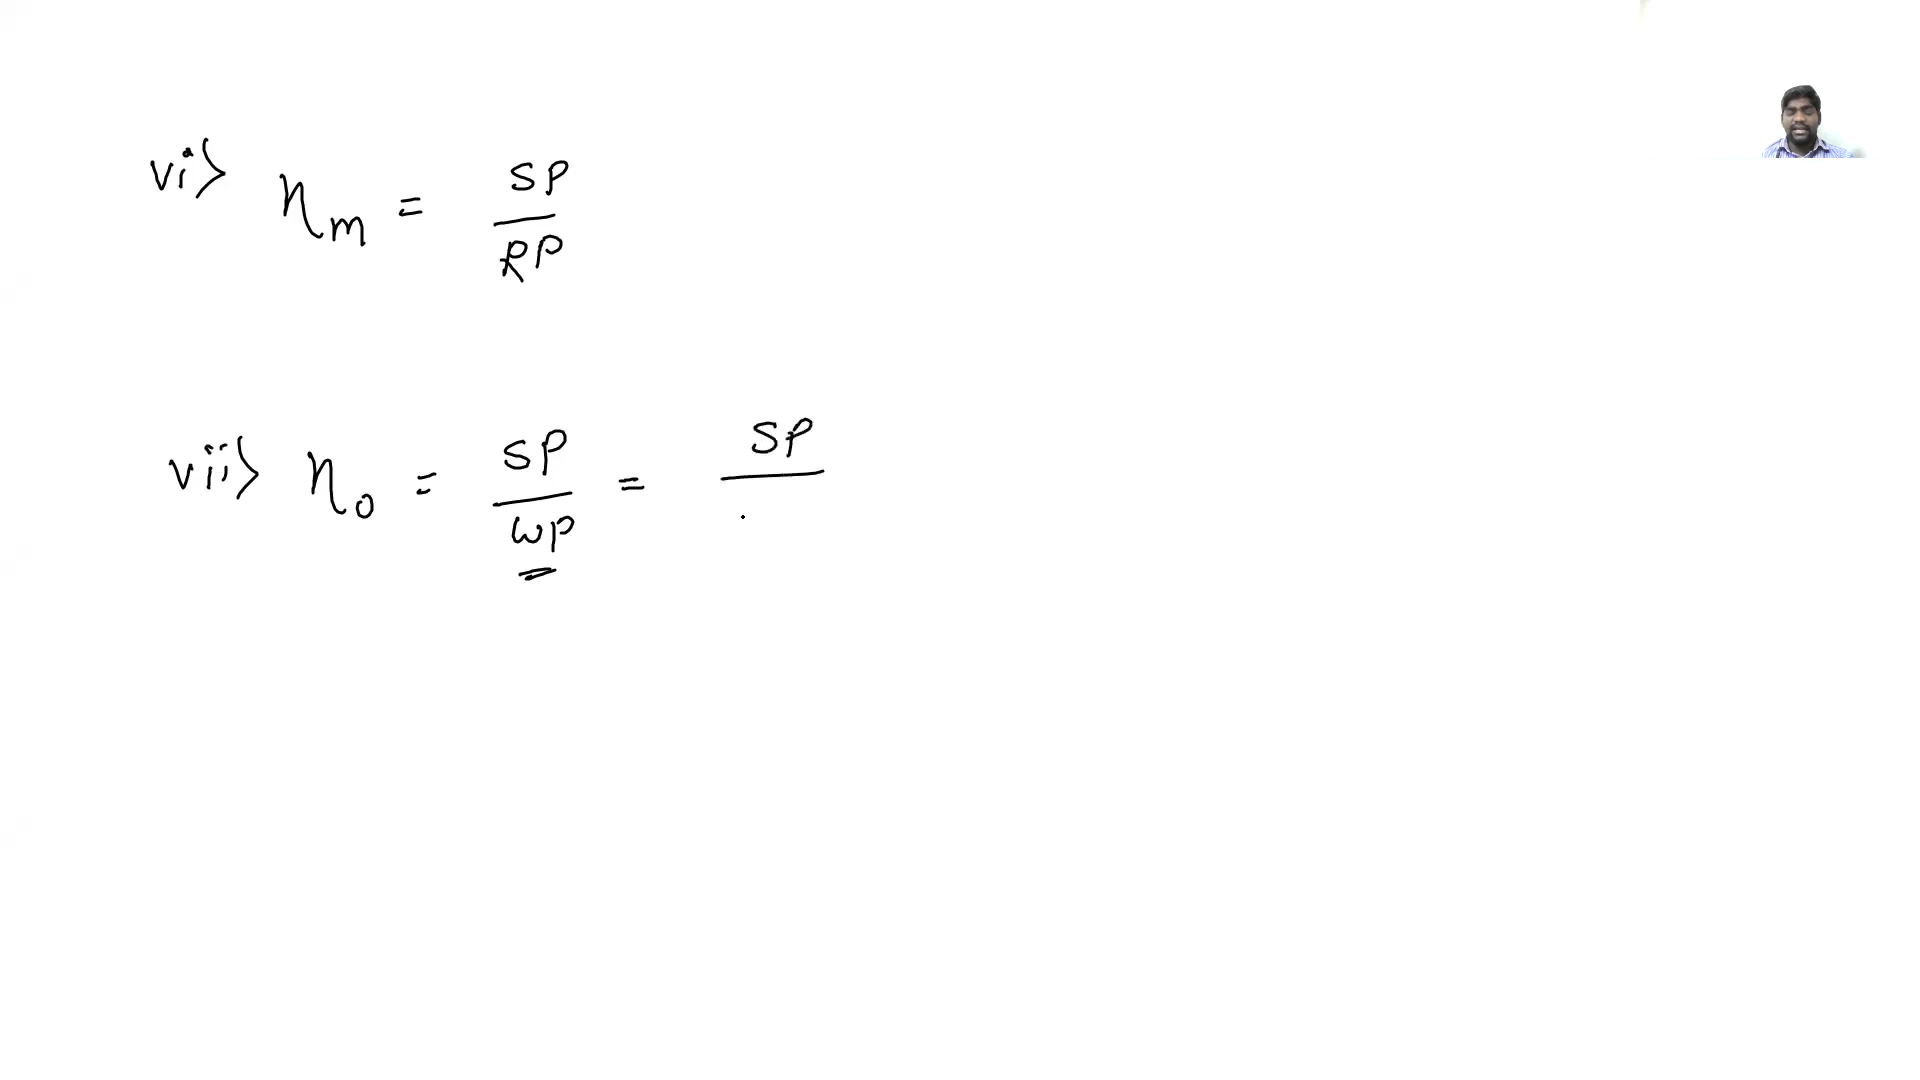 vi> η_m = SP / RP
vii> η_o = SP / WP = SP /